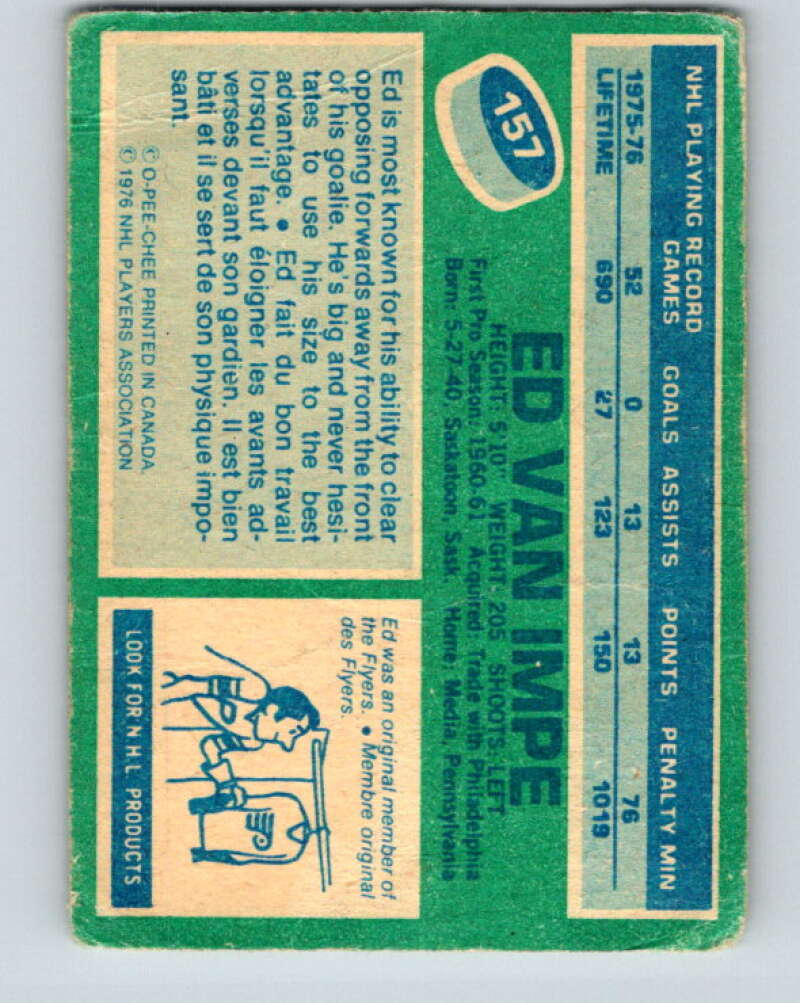 NHL PLAYING RECORD
GAMES GOALS ASSISTS POINTS PENALTY MIN
1975-76 52 0 13 13 76
LIFETIME 690 27 123 150 1019
157
ED VAN IMPE
HEIGHT: 5'10" WEIGHT: 205 SHOOTS: LEFT
First Pro Season: 1960-61 Acquired: Trade with Philadelphia
Born: 5-27-40, Saskatoon, Sask. Home: Media, Pennsylvania
Ed is most known for his ability to clear
opposing forwards away from the front
of his goalie. He's big and never hesi-
tates to use his size to the best
advantage. • Ed fait du bon travail
lorsqu'il faut éloigner les avants ad-
verses devant son gardien. Il est bien
bâti et il se sert de son physique impo-
sant.
© O-PEE-CHEE PRINTED IN CANADA.
© 1976 NHL PLAYERS ASSOCIATION
Ed was an original member of
the Flyers. • Membre original
des Flyers.
LOOK FOR N.H.L. PRODUCTS